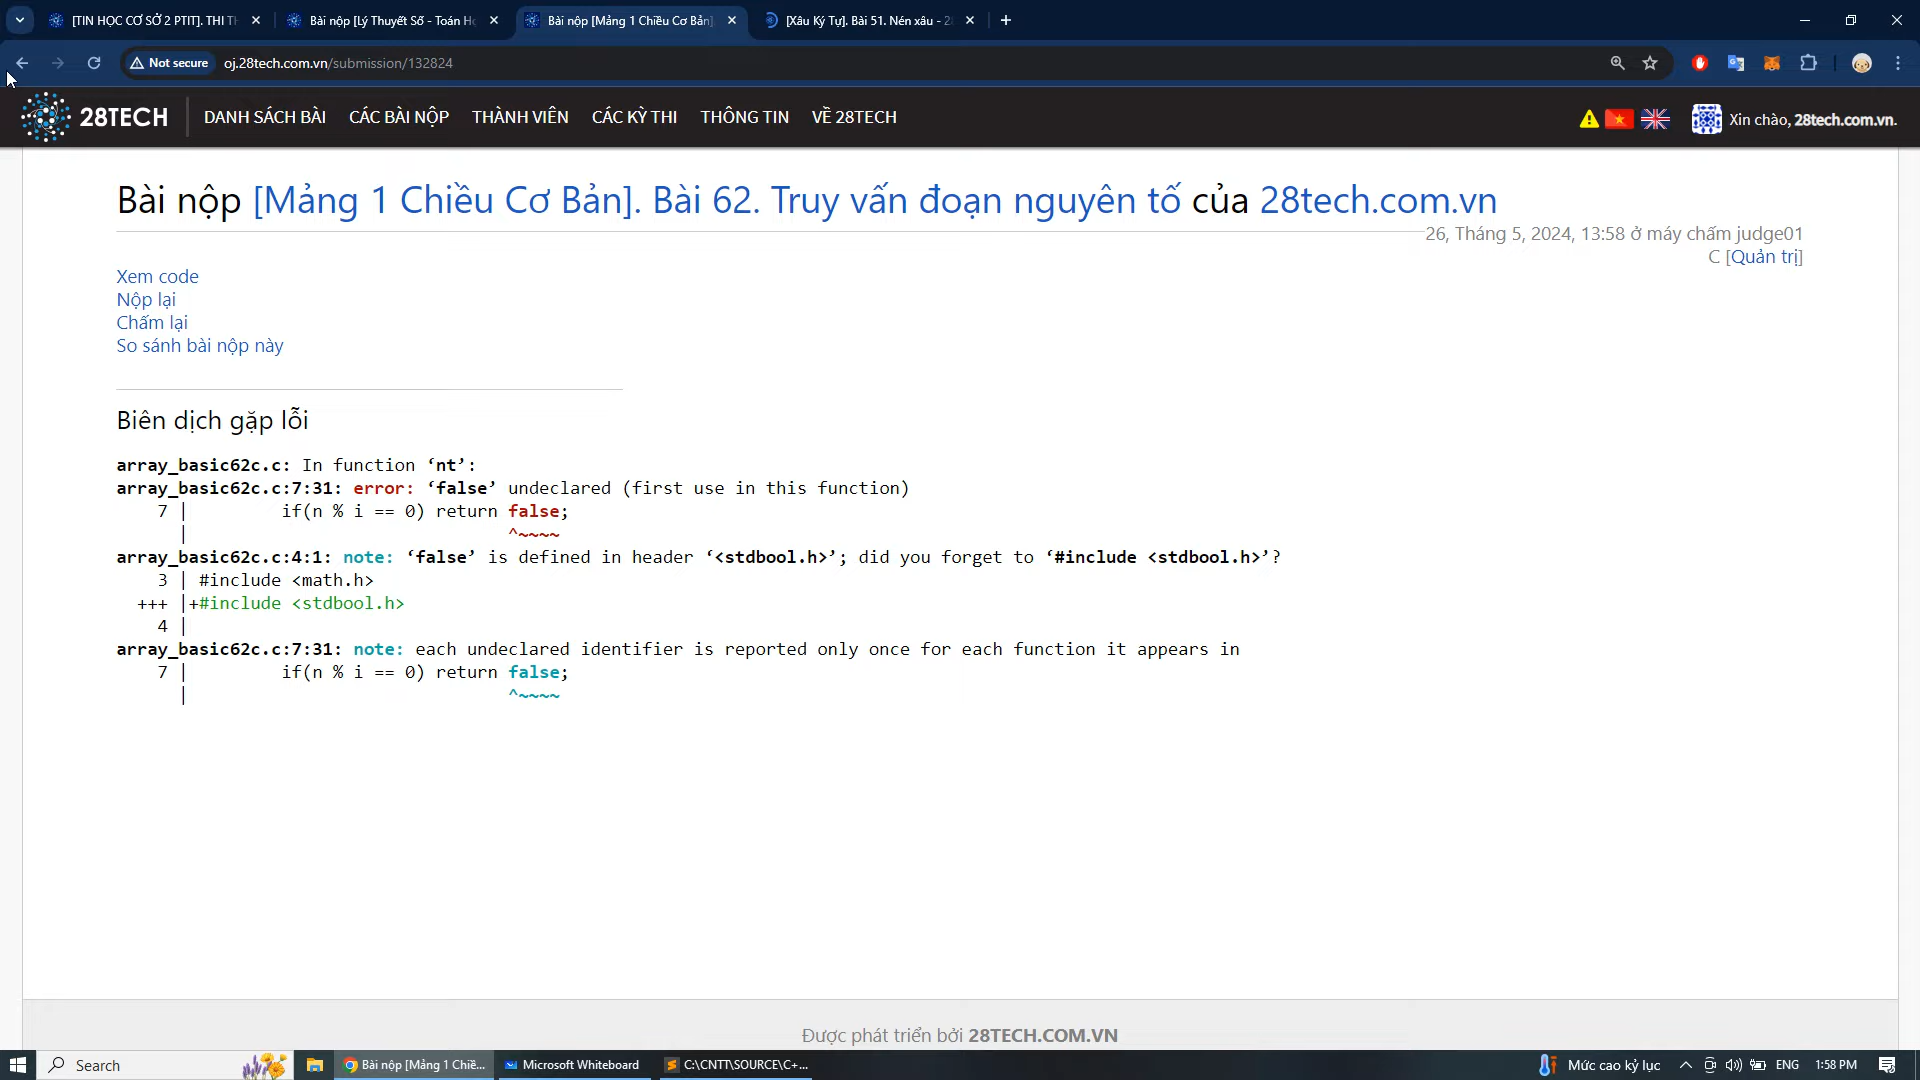 [TIN HỌC CƠ SỞ 2 PTIT]. THI TH
Bài nộp [Lý Thuyết Số - Toán Họ
Bài nộp [Mảng 1 Chiều Cơ Bản]
[Xâu Ký Tự]. Bài 51. Nén xâu - 28
Not secure
oj.28tech.com.vn/submission/132824
28TECH
DANH SÁCH BÀI
CÁC BÀI NỘP
THÀNH VIÊN
CÁC KỲ THI
THÔNG TIN
VỀ 28TECH
Xin chào, 28tech.com.vn.
Bài nộp [Mảng 1 Chiều Cơ Bản]. Bài 62. Truy vấn đoạn nguyên tố của 28tech.com.vn
26, Tháng 5, 2024, 13:58 ở máy chấm judge01
C [Quản trị]
Xem code
Nộp lại
Chấm lại
So sánh bài nộp này
Biên dịch gặp lỗi
array_basic62c.c: In function ‘nt’:
array_basic62c.c:7:31: error: ‘false’ undeclared (first use in this function)
7 |         if(n % i == 0) return false;
|                               ^~~~~
array_basic62c.c:4:1: note: ‘false’ is defined in header ‘<stdbool.h>’; did you forget to ‘#include <stdbool.h>’?
3 | #include <math.h>
+++ |+#include <stdbool.h>
4 |
array_basic62c.c:7:31: note: each undeclared identifier is reported only once for each function it appears in
7 |         if(n % i == 0) return false;
|                               ^~~~~
Được phát triển bởi 28TECH.COM.VN
Search
Bài nộp [Mảng 1 Chiề...
Microsoft Whiteboard
C:\CNTT\SOURCE\C+...
Mức cao kỷ lục
ENG
1:58 PM